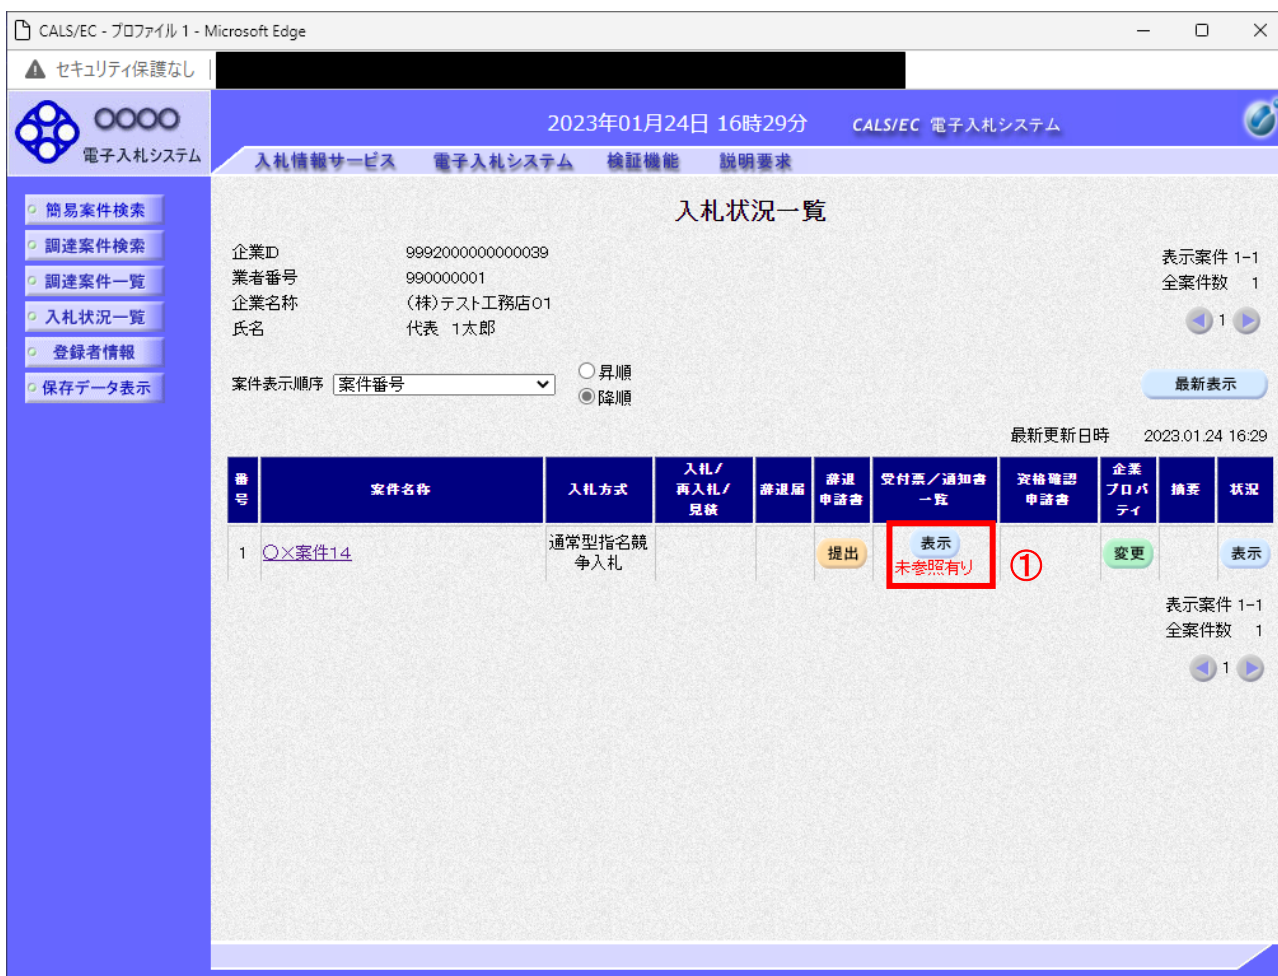 CALS/EC - プロファイル 1 - Microsoft Edge
セキュリティ保護なし
OOOO
電子入札システム
2023年01月24日 16時29分
CALS/EC 電子入札システム
入札情報サービス 電子入札システム 検証機能 説明要求
簡易案件検索
調達案件検索
調達案件一覧
入札状況一覧
登録者情報
保存データ表示
入札状況一覧
企業ID 9992000000000039
業者番号 990000001
企業名称 (株)テスト工務店01
氏名 代表 1太郎
表示案件 1-1
全案件数 1
1
案件表示順序 案件番号
昇順
降順
最新表示
最新更新日時 2023.01.24 16:29
番号 案件名称 入札方式 入札/再入札/見積 辞退届 辞退申請書 受付票/通知書一覧 資格確認申請書 企業プロパティ 摘要 状況
1 ○×案件14 通常型指名競争入札 提出 表示 変更 表示
未参照有り
①
表示案件 1-1
全案件数 1
1